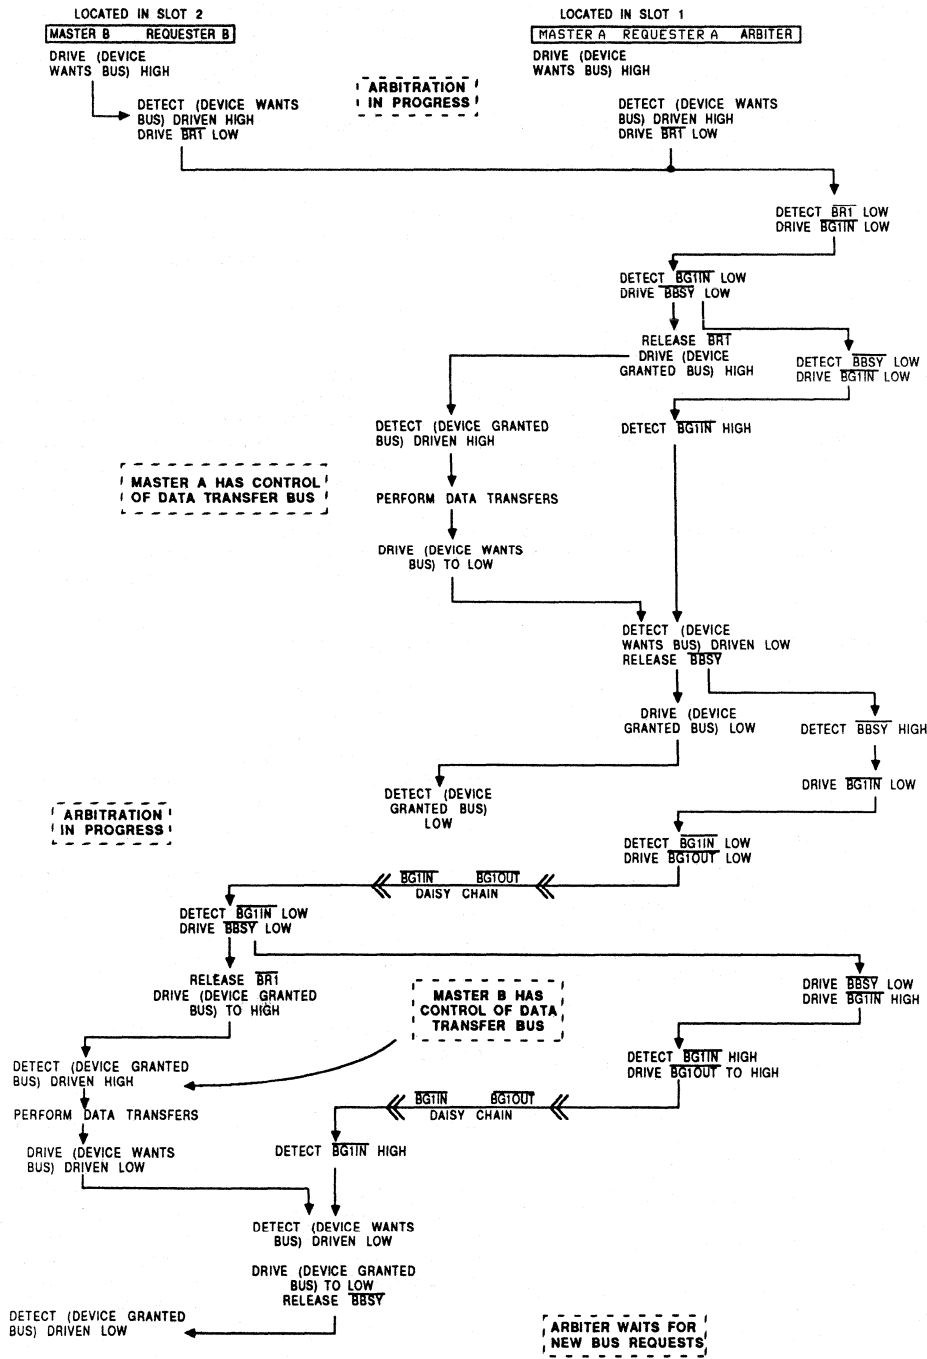 LOCATED IN SLOT 2
MASTER B REQUESTER B
LOCATED IN SLOT 1
MASTER A REQUESTER A ARBITER
DRIVE (DEVICE
WANTS BUS) HIGH
DRIVE (DEVICE
WANTS BUS) HIGH
ARBITRATION
IN PROGRESS
DETECT (DEVICE WANTS
BUS) DRIVEN HIGH
DRIVE BR1 LOW
DETECT (DEVICE WANTS
BUS) DRIVEN HIGH
DRIVE BR1 LOW
DETECT BR1 LOW
DRIVE BG1IN LOW
DETECT BG1IN LOW
DRIVE BBSY LOW
RELEASE BR1
DRIVE (DEVICE
GRANTED BUS) HIGH
DETECT BBSY LOW
DRIVE BG1IN LOW
DETECT (DEVICE GRANTED
BUS) DRIVEN HIGH
DETECT BG1IN HIGH
MASTER A HAS CONTROL
OF DATA TRANSFER BUS
PERFORM DATA TRANSFERS
DRIVE (DEVICE WANTS
BUS) TO LOW
DETECT (DEVICE
WANTS BUS) DRIVEN LOW
RELEASE BBSY
DRIVE (DEVICE
GRANTED BUS) LOW
DETECT BBSY HIGH
DRIVE BG1IN LOW
DETECT (DEVICE
GRANTED BUS)
LOW
ARBITRATION
IN PROGRESS
DETECT BG1IN LOW
DRIVE BG1OUT LOW
BG1IN BG1OUT
DAISY CHAIN
DETECT BG1IN LOW
DRIVE BBSY LOW
RELEASE BR1
DRIVE (DEVICE GRANTED
BUS) TO HIGH
DRIVE BBSY LOW
DRIVE BG1IN HIGH
MASTER B HAS
CONTROL OF DATA
TRANSFER BUS
DETECT BG1IN HIGH
DRIVE BG1OUT TO HIGH
DETECT (DEVICE GRANTED
BUS) DRIVEN HIGH
BG1IN BG1OUT
DAISY CHAIN
PERFORM DATA TRANSFERS
DRIVE (DEVICE WANTS
BUS) DRIVEN LOW
DETECT BG1IN HIGH
DETECT (DEVICE WANTS
BUS) DRIVEN LOW
DRIVE (DEVICE GRANTED
BUS) TO LOW
RELEASE BBSY
DETECT (DEVICE GRANTED
BUS) DRIVEN LOW
ARBITER WAITS FOR
NEW BUS REQUESTS